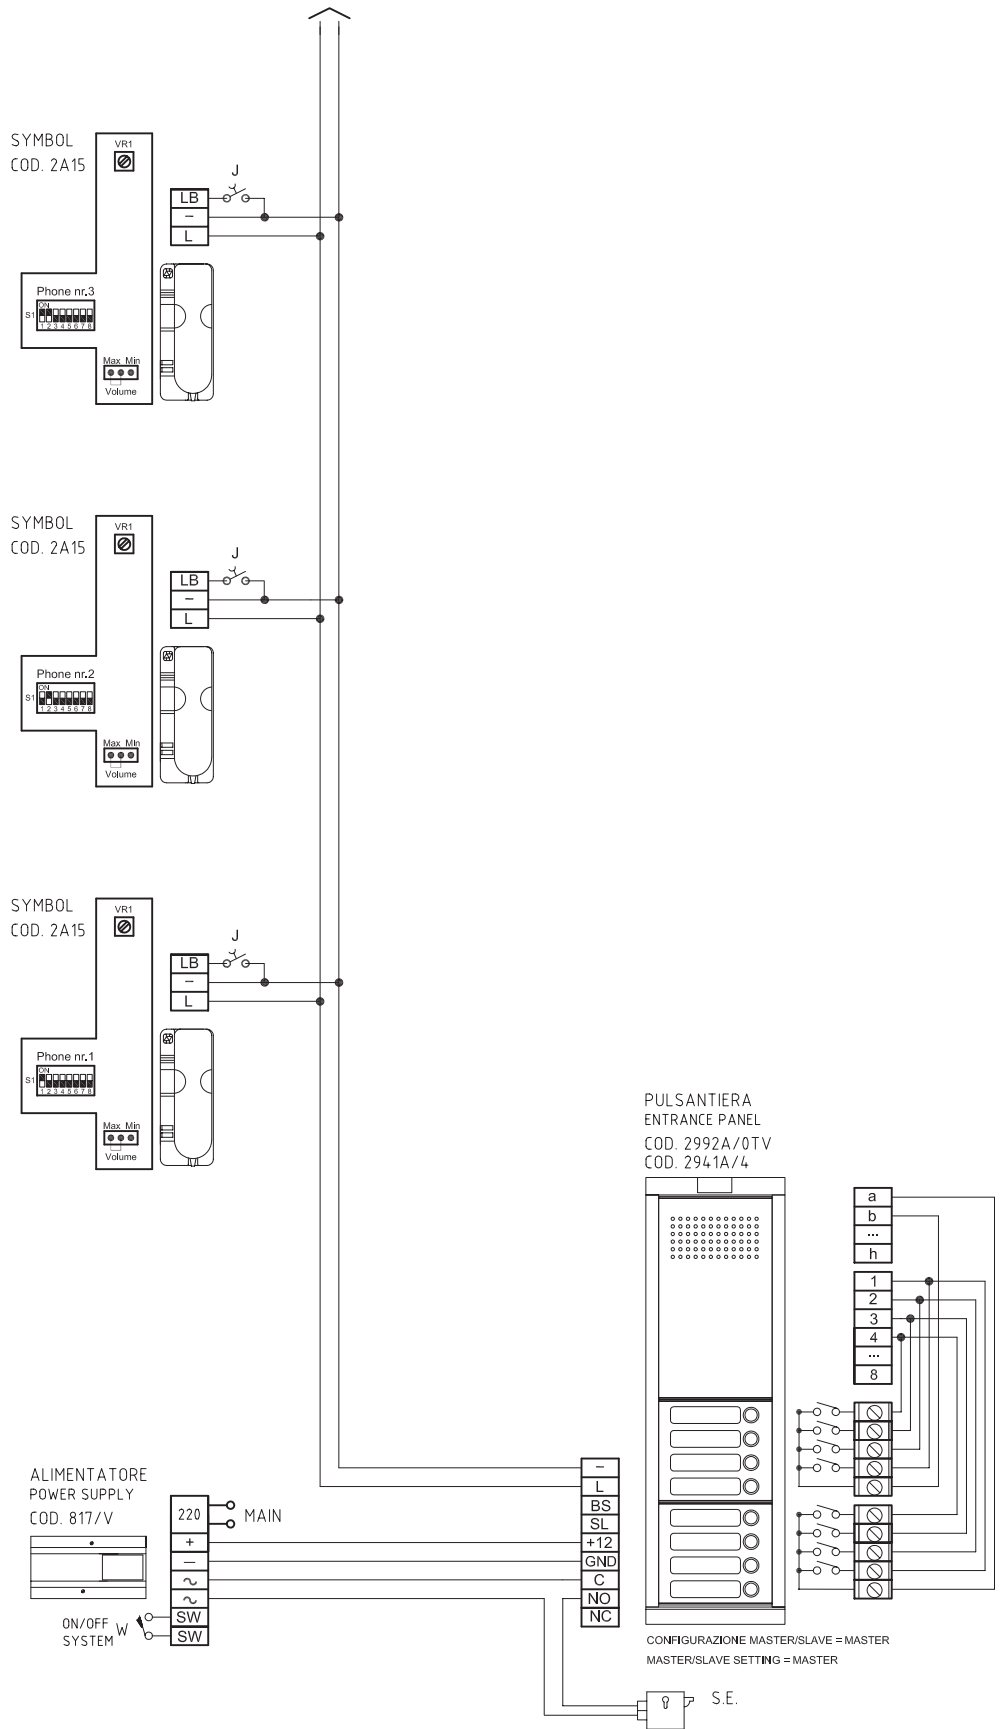 SYMBOL
COD. 2A15
VR1
J
LB
–
L
Phone nr.3
ON
S1
1 2 3 4 5 6 7 8
Max Min
Volume
SYMBOL
COD. 2A15
VR1
J
LB
–
L
Phone nr.2
ON
S1
1 2 3 4 5 6 7 8
Max Min
Volume
SYMBOL
COD. 2A15
VR1
J
LB
–
L
Phone nr.1
ON
S1
1 2 3 4 5 6 7 8
Max Min
Volume
PULSANTIERA
ENTRANCE PANEL
COD. 2992A/0TV
COD. 2941A/4
a
b
...
h
1
2
3
4
...
8
–
L
BS
SL
+12
GND
C
NO
NC
ALIMENTATORE
POWER SUPPLY
COD. 817/V
220
MAIN
+
–
~
~
SW
SW
ON/OFF
SYSTEM W
CONFIGURAZIONE MASTER/SLAVE = MASTER
MASTER/SLAVE SETTING = MASTER
S.E.